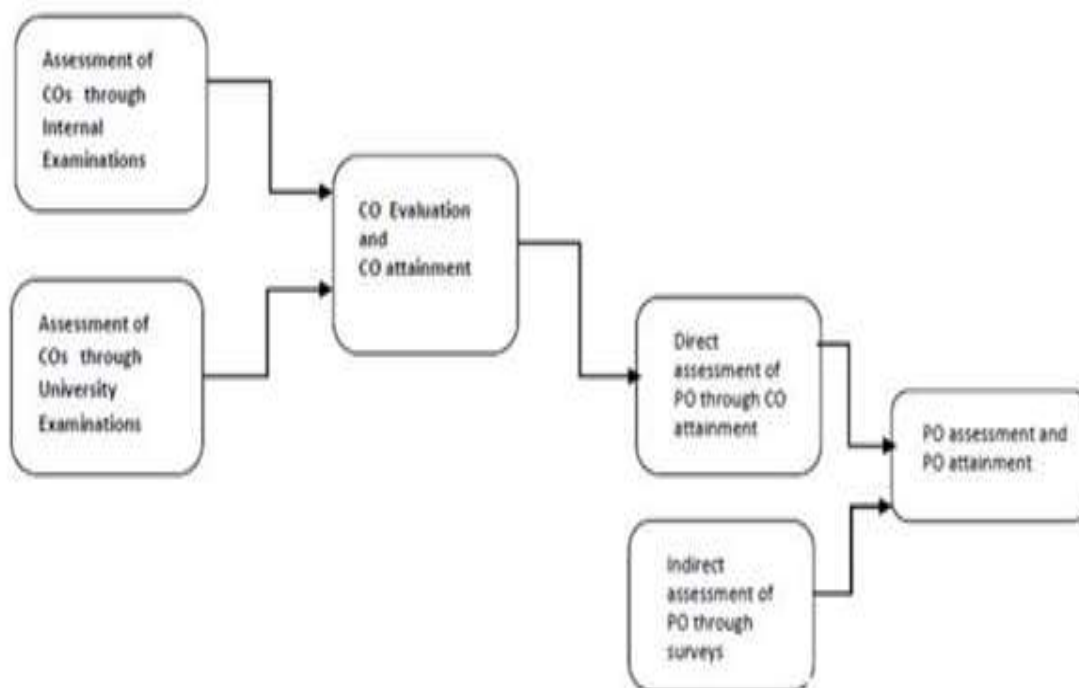 Assessment of
COs through
Internal
Examinations
CO Evaluation
and
CO attainment
Assessment of
COs through
University
Examinations
Direct
assessment of
PO through CO
attainment
PO assessment and
PO attainment
Indirect
assessment of
PO through
surveys